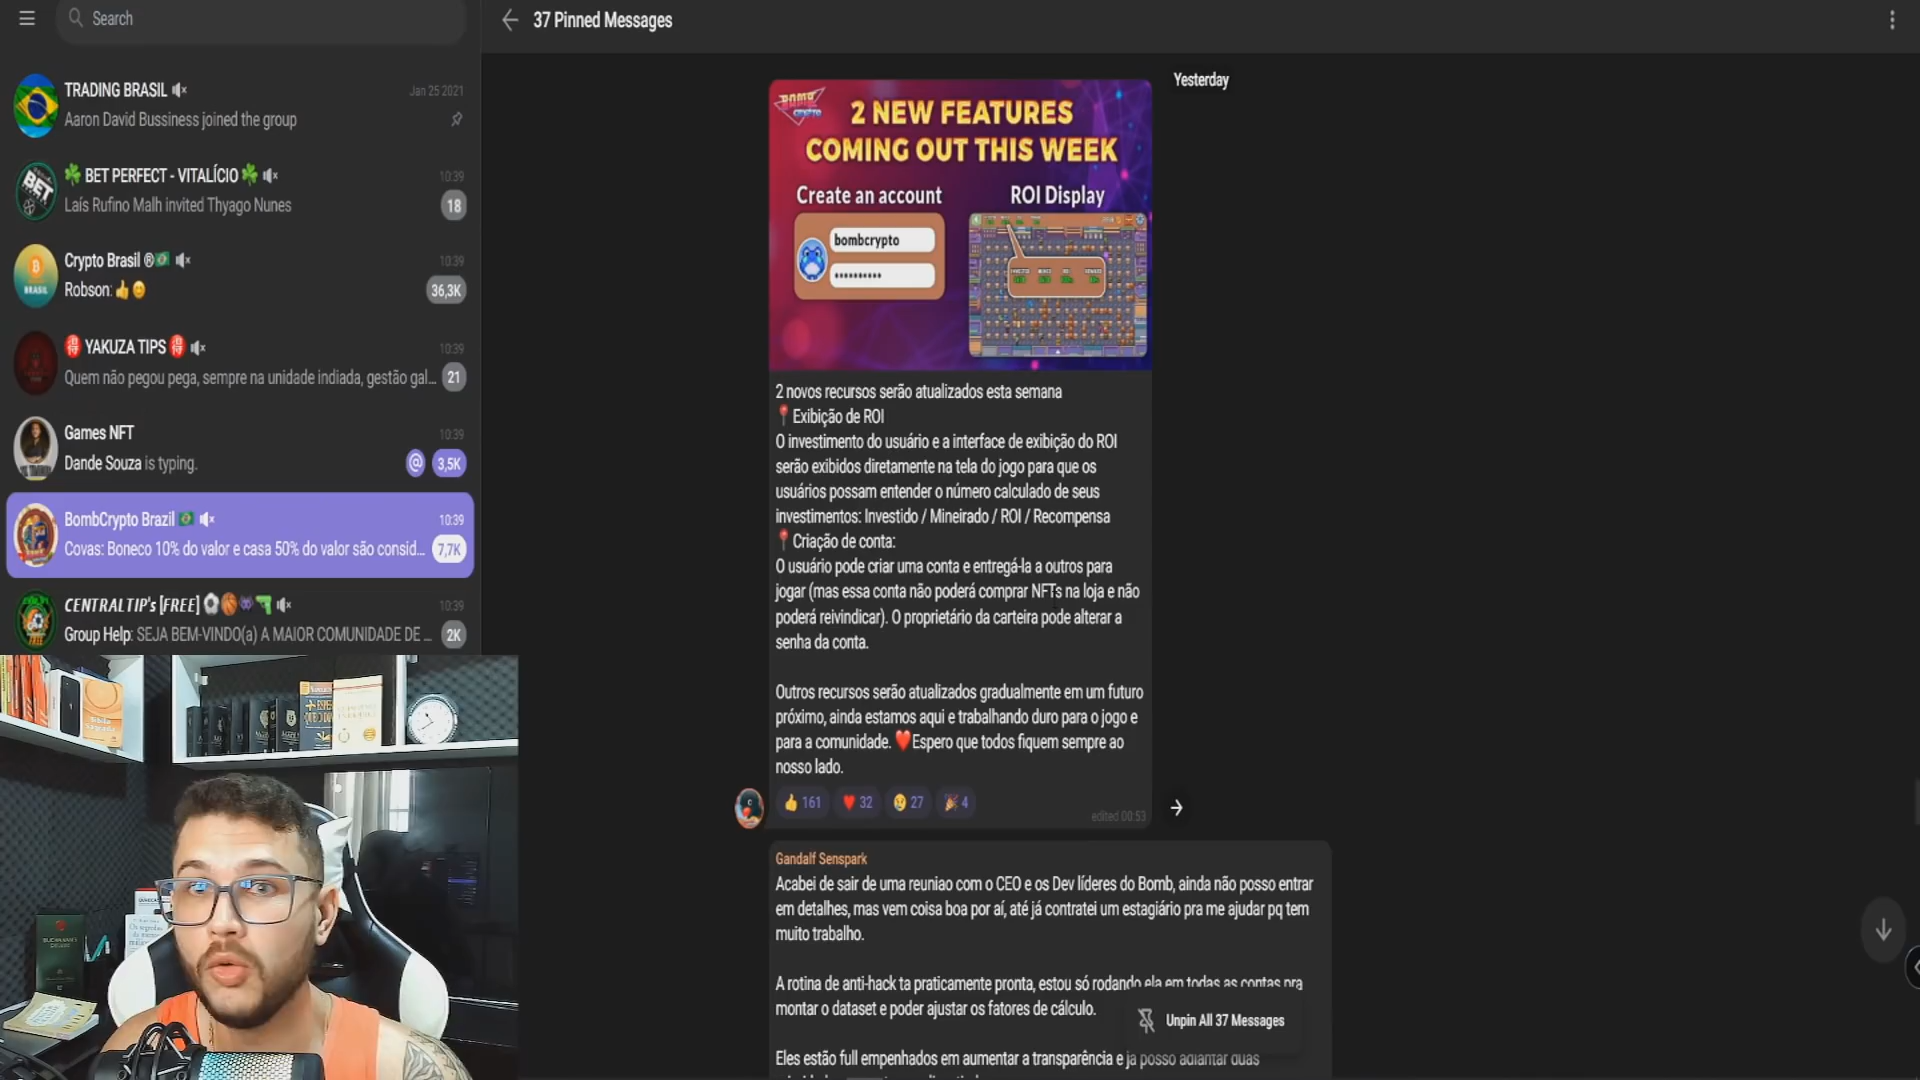 Search
37 Pinned Messages
TRADING BRASIL
Jan 25 2021
Aaron David Bussiness joined the group
BET PERFECT - VITALÍCIO
10:39
Laís Rufino Malh invited Thyago Nunes
18
Crypto Brasil ®
10:39
Robson: 👍😊
36,3K
YAKUZA TIPS
10:39
Quem não pegou pega, sempre na unidade indiada, gestão gal...
21
Games NFT
10:39
Dande Souza is typing.
@
3,5K
BombCrypto Brazil
10:39
Covas: Boneco 10% do valor e casa 50% do valor são consid...
7,7K
CENTRALTIP's [FREE]
10:39
Group Help: SEJA BEM-VINDO(a) A MAIOR COMUNIDADE DE ...
2K
BET
BRASIL
Yesterday
BOMB
CRYPTO
2 NEW FEATURES
COMING OUT THIS WEEK
Create an account
ROI Display
bombcrypto
**********
2 novos recursos serão atualizados esta semana
📍Exibição de ROI
O investimento do usuário e a interface de exibição do ROI
serão exibidos diretamente na tela do jogo para que os
usuários possam entender o número calculado de seus
investimentos: Investido / Mineirado / ROI / Recompensa
📍Criação de conta:
O usuário pode criar uma conta e entregá-la a outros para
jogar (mas essa conta não poderá comprar NFTs na loja e não
poderá reivindicar). O proprietário da carteira pode alterar a
senha da conta.
Outros recursos serão atualizados gradualmente em um futuro
próximo, ainda estamos aqui e trabalhando duro para o jogo e
para a comunidade. ❤️Espero que todos fiquem sempre ao
nosso lado.
👍 161 ❤️ 32 😢 27 🎉 4
edited 00:53
Gandalf Senspark
Acabei de sair de uma reuniao com o CEO e os Dev líderes do Bomb, ainda não posso entrar
em detalhes, mas vem coisa boa por aí, até já contratei um estagiário pra me ajudar pq tem
muito trabalho.
A rotina de anti-hack ta praticamente pronta, estou só rodando ela em todas as contas pra
montar o dataset e poder ajustar os fatores de cálculo.
Unpin All 37 Messages
Eles estão full empenhados em aumentar a transparência e já posso adiantar duas